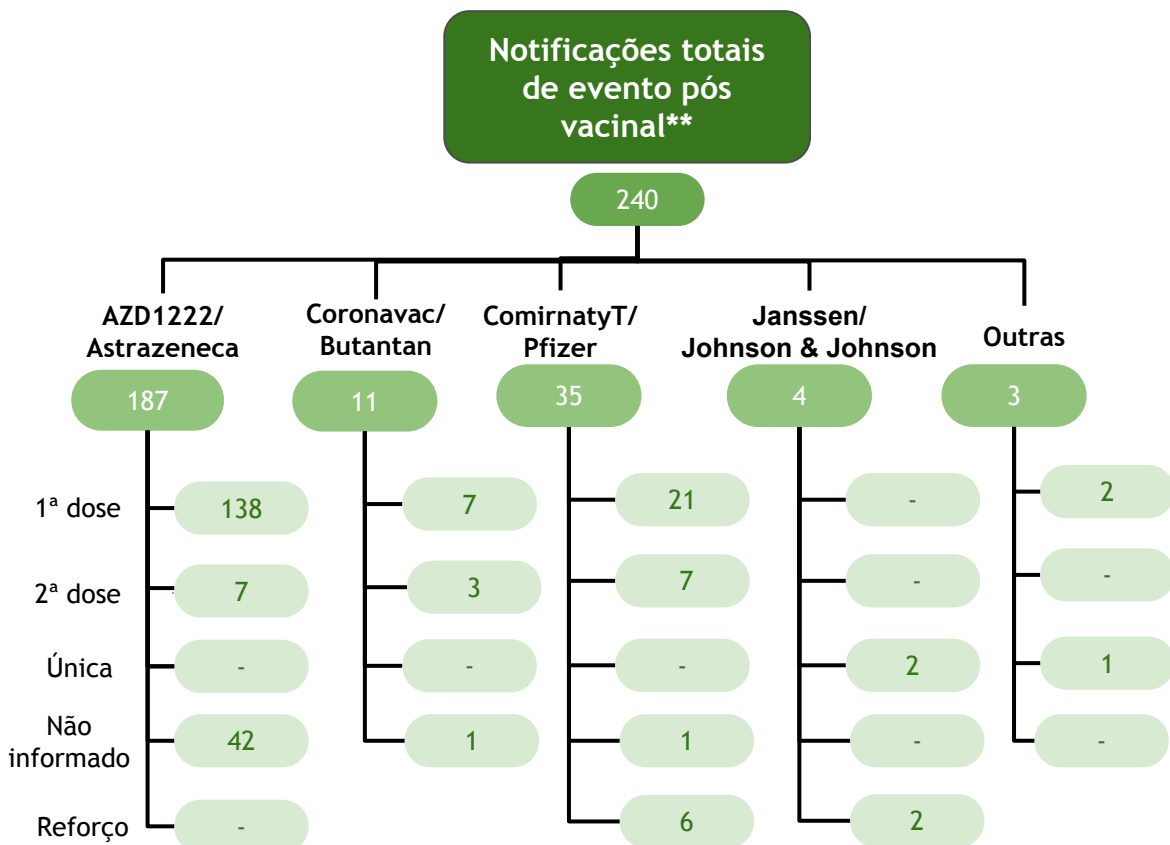 Notificações totais
de evento pós
vacinal**
240
AZD1222/
Astrazeneca
Coronavac/
Butantan
ComirnatyT/
Pfizer
Janssen/
Johnson & Johnson
Outras
187
11
35
4
3
1ª dose
138
7
21
-
2
2ª dose
7
3
7
-
-
Única
-
-
-
2
1
Não
informado
42
1
1
-
-
Reforço
-
6
2